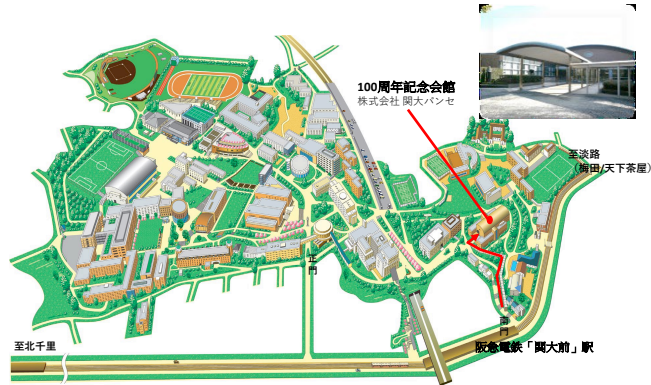 100周年記念会館
株式会社 関大パンセ
至淡路
(梅田/天下茶屋)
正門
南門
阪急電鉄「関大前」駅
至北千里